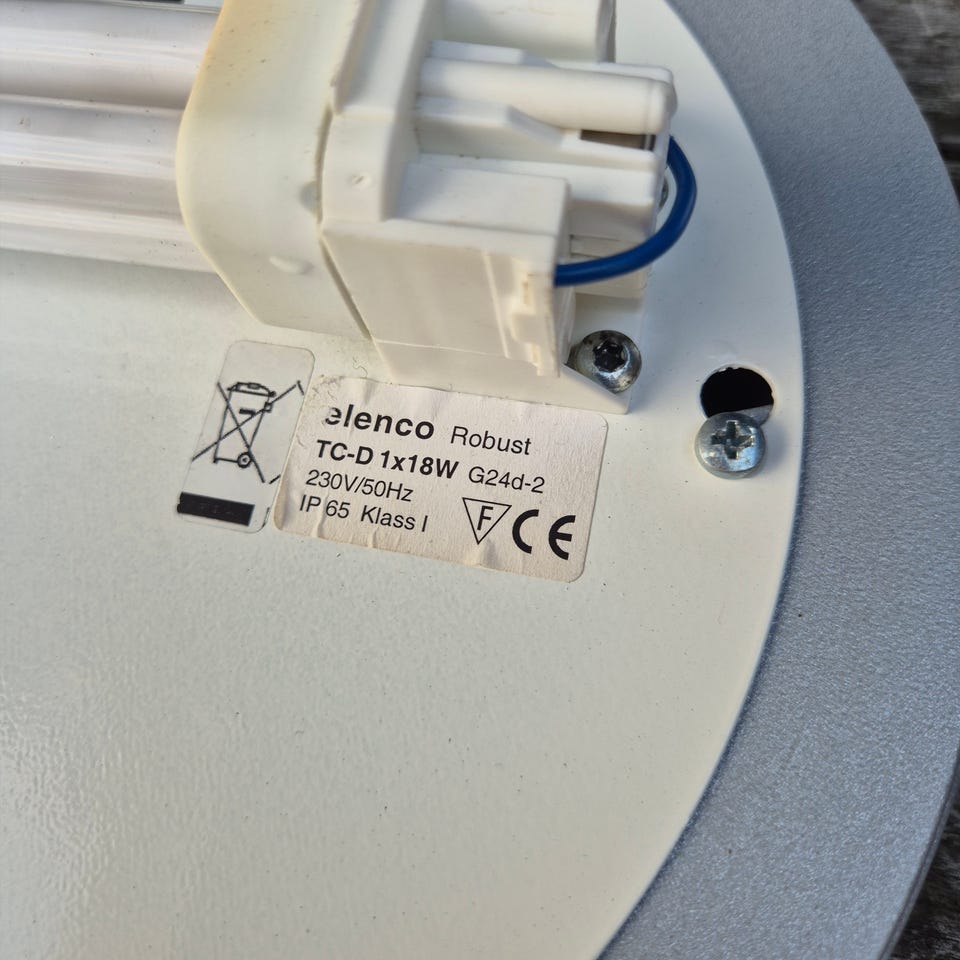 elenco Robust
TC-D 1x18W G24d-2
230V/50Hz
IP 65 Klass I
F CE